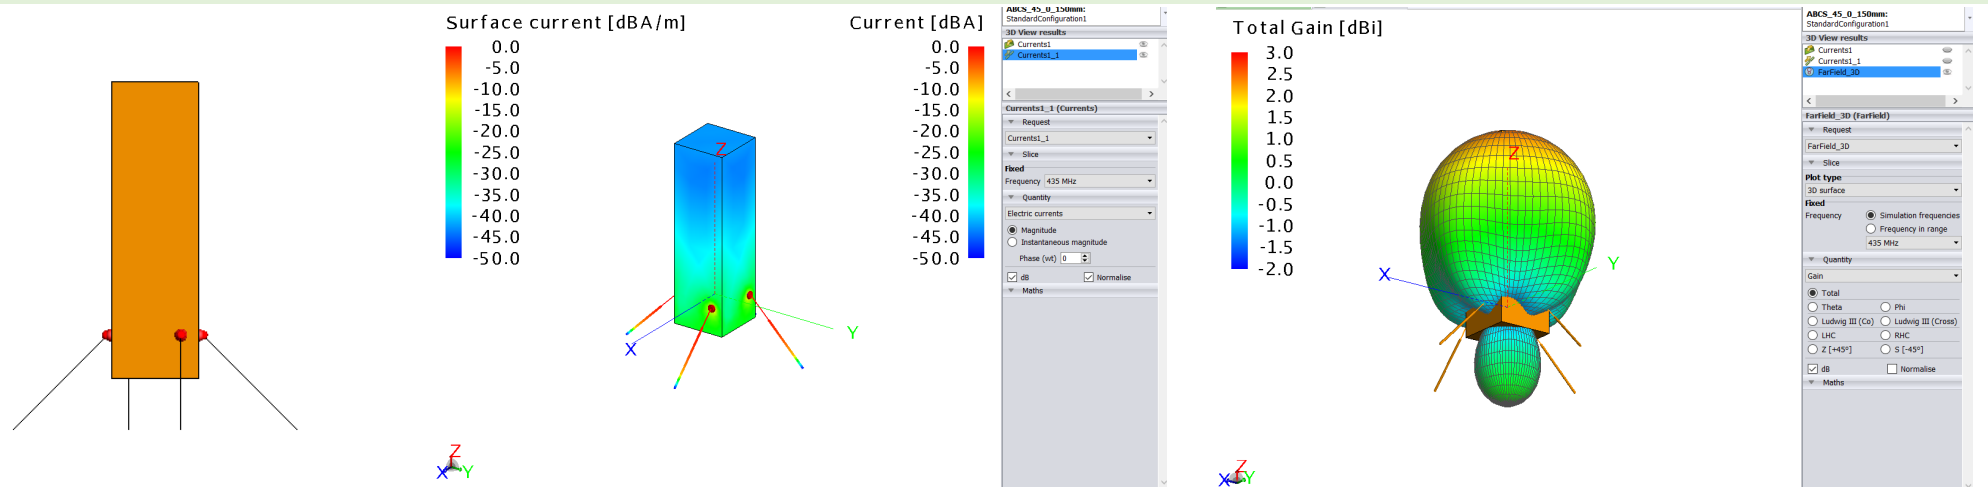 Surface current [dBA/m]
0.0
-5.0
-10.0
-15.0
-20.0
-25.0
-30.0
-35.0
-40.0
-45.0
-50.0
Z
X
Y
Z
X
Y
Current [dBA]
0.0
-5.0
-10.0
-15.0
-20.0
-25.0
-30.0
-35.0
-40.0
-45.0
-50.0
ABCS_45_0_150mm:
StandardConfiguration1
3D View results
Currents1
Currents1_1
Currents1_1 (Currents)
Request
Currents1_1
Slice
Fixed
Frequency 435 MHz
Quantity
Electric currents
Magnitude
Instantaneous magnitude
Phase (wt) 0
dB Normalise
Maths
Total Gain [dBi]
3.0
2.5
2.0
1.5
1.0
0.5
0.0
-0.5
-1.0
-1.5
-2.0
Z
X
Y
Z
X
Y
ABCS_45_0_150mm:
StandardConfiguration1
3D View results
Currents1
Currents1_1
FarField_3D
FarField_3D (FarField)
Request
FarField_3D
Slice
Plot type
3D surface
Fixed
Frequency Simulation frequencies
Frequency in range
435 MHz
Quantity
Gain
Total
Theta Phi
Ludwig III (Co) Ludwig III (Cross)
LHC RHC
Z [+45º] S [-45º]
dB Normalise
Maths